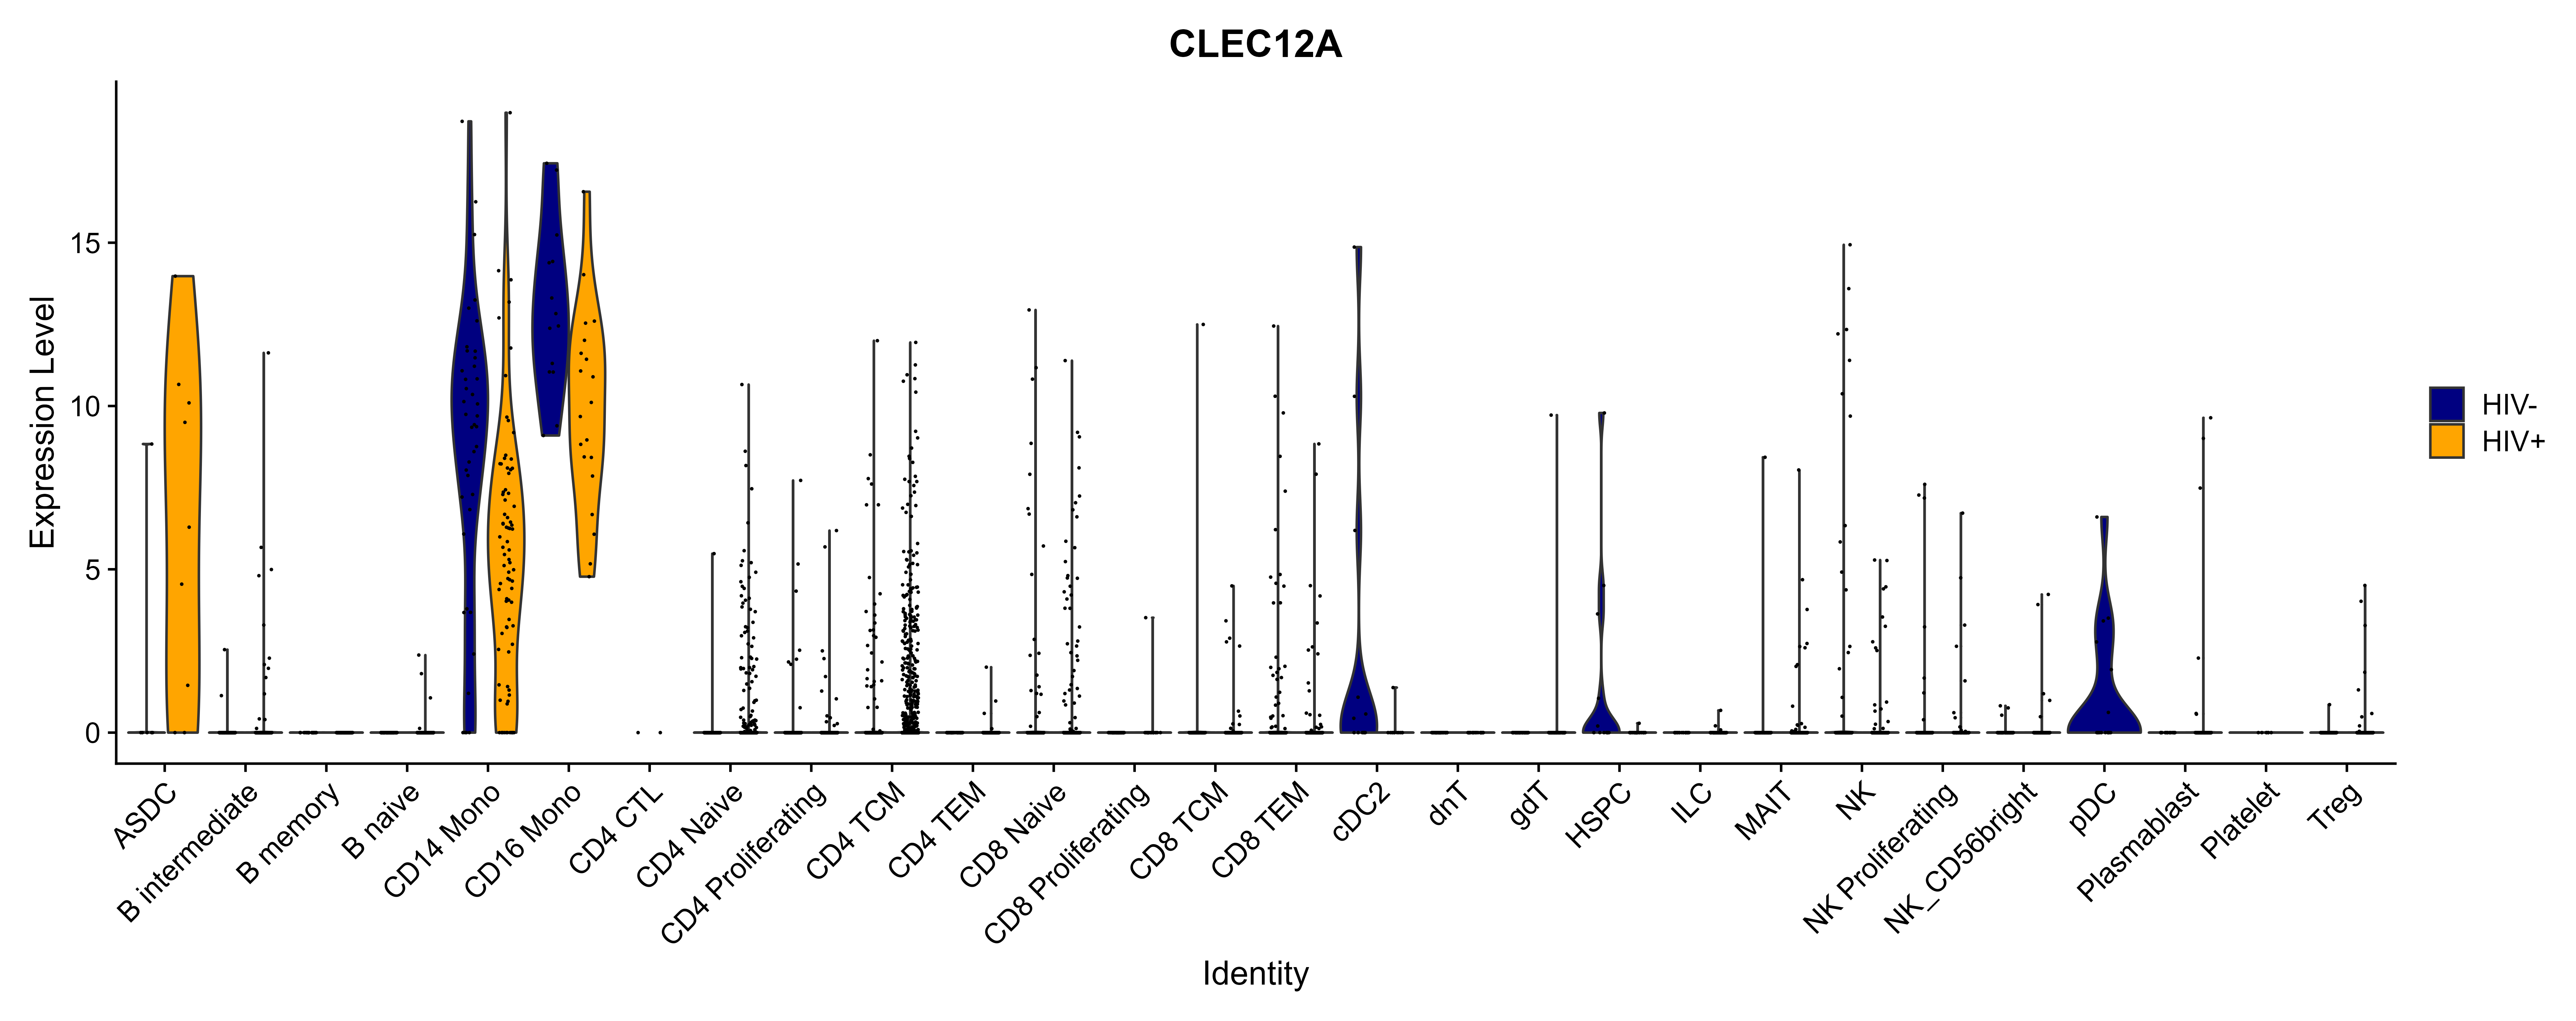 CLEC12A
Expression Level
15
10
5
0
HIV-
HIV+
ASDC
B intermediate
B memory
B naive
CD14 Mono
CD16 Mono
CD4 CTL
CD4 Naive
CD4 Proliferating
CD4 TCM
CD4 TEM
CD8 Naive
CD8 Proliferating
CD8 TCM
CD8 TEM
cDC2
dnT
gdT
HSPC
ILC
MAIT
NK
NK Proliferating
NK_CD56bright
pDC
Plasmablast
Platelet
Treg
Identity